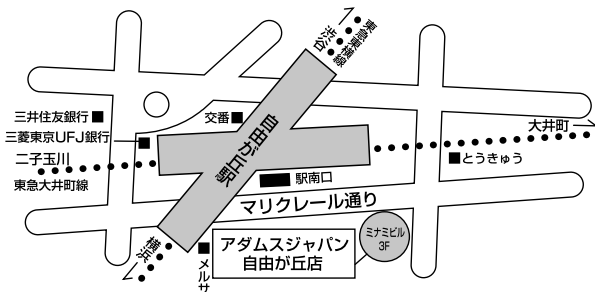 渋谷
東急東横線
三井住友銀行
交番
三菱東京UFJ銀行
自由が丘駅
大井町
二子玉川
とうきゅう
東急大井町線
駅南口
マリクレール通り
横浜
メルサ
アダムスジャパン
自由が丘店
ミナミビル
3F